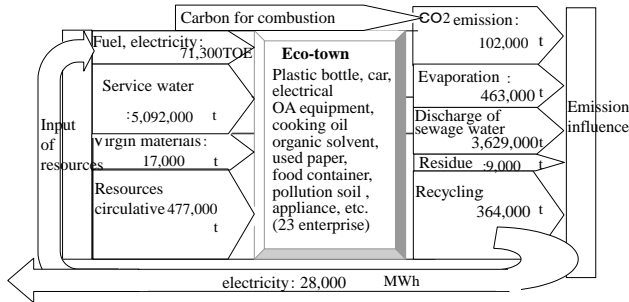 Carbon for combustion
CO2 emission:
102,000 t
Fuel, electricity:
71,300TOE
Service water
:5,092,000 t
Virgin materials:
17,000 t
Resources
circulative 477,000
t
Input
of
resources
Eco-town
Plastic bottle, car,
electrical
OA equipment,
cooking oil
organic solvent,
used paper,
food container,
pollution soil ,
appliance, etc.
(23 enterprise)
Evaporation :
463,000 t
Discharge of
sewage water
3,629,000t
Residue :9,000 t
Recycling:
364,000 t
Emission
influence
electricity: 28,000 MWh